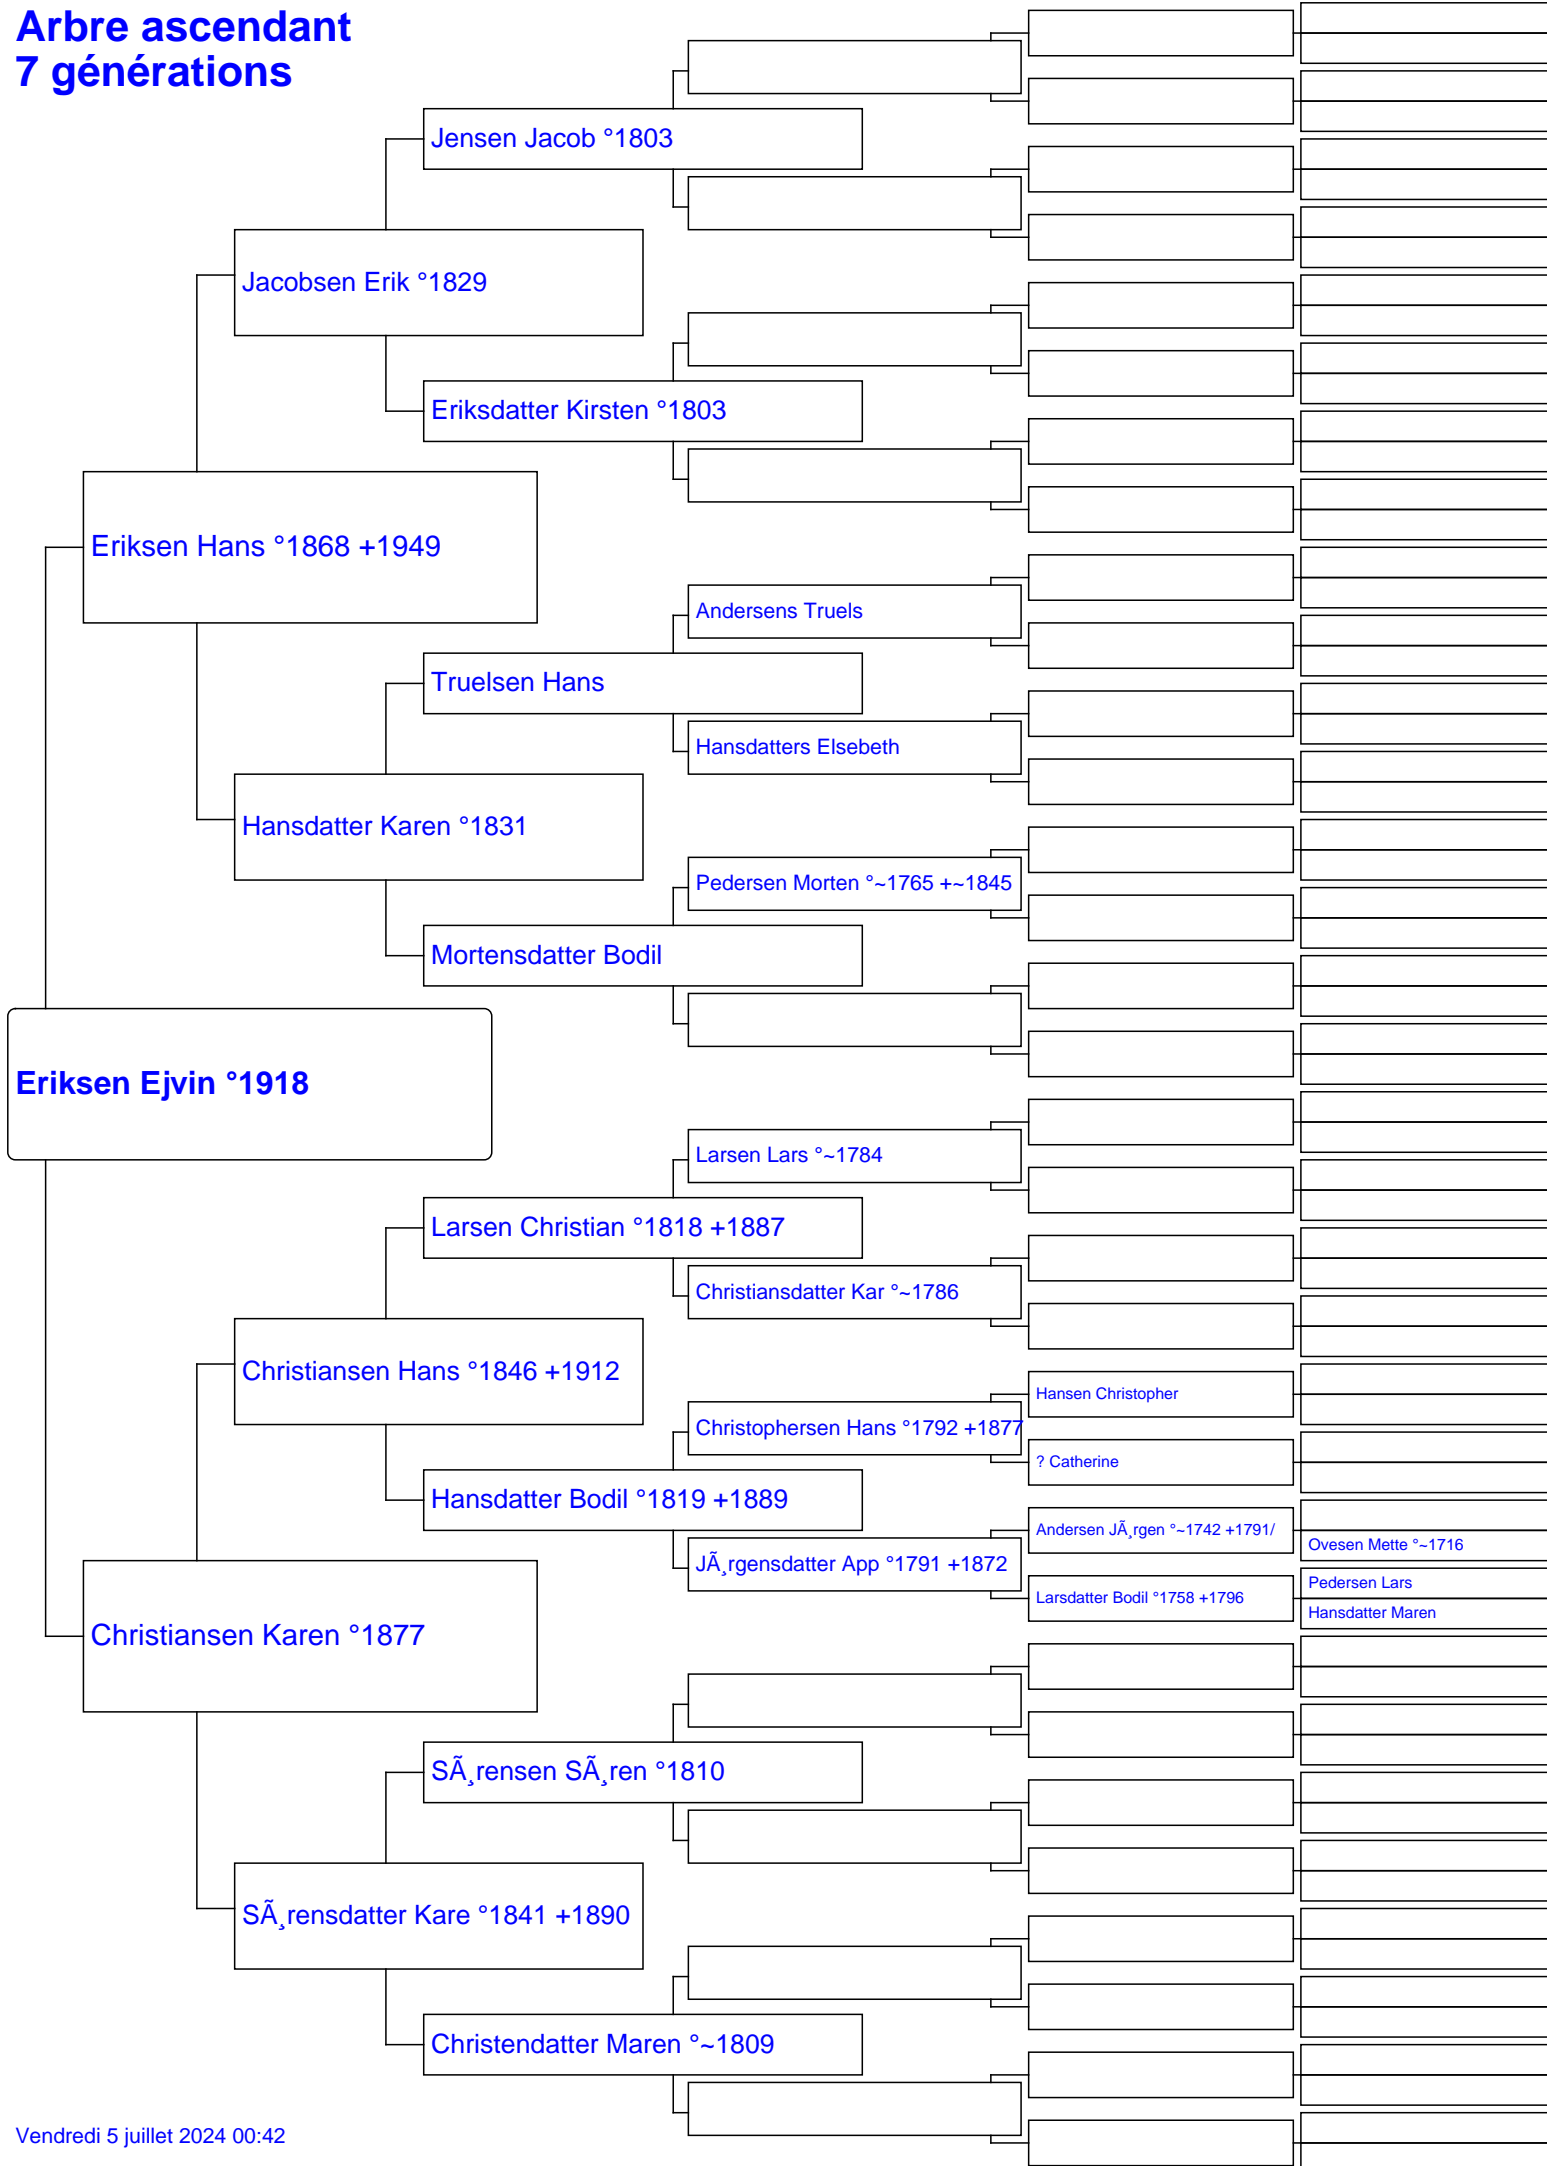 Arbre ascendant
7 générations
Jensen Jacob °1803
Jacobsen Erik °1829
Eriksdatter Kirsten °1803
Eriksen Hans °1868 +1949
Andersens Truels
Truelsen Hans
Hansdatters Elsebeth
Hansdatter Karen °1831
Pedersen Morten °~1765 +~1845
Mortensdatter Bodil
Eriksen Ejvin °1918
Larsen Lars °~1784
Larsen Christian °1818 +1887
Christiansdatter Kar °~1786
Christiansen Hans °1846 +1912
Hansen Christopher
Christophersen Hans °1792 +1877
? Catherine
Hansdatter Bodil °1819 +1889
Andersen JÃ¸rgen °~1742 +1791/
Ovesen Mette °~1716
JÃ¸rgensdatter App °1791 +1872
Pedersen Lars
Larsdatter Bodil °1758 +1796
Hansdatter Maren
Christiansen Karen °1877
SÃ¸rensen SÃ¸ren °1810
SÃ¸rensdatter Kare °1841 +1890
Christendatter Maren °~1809
Vendredi 5 juillet 2024 00:42